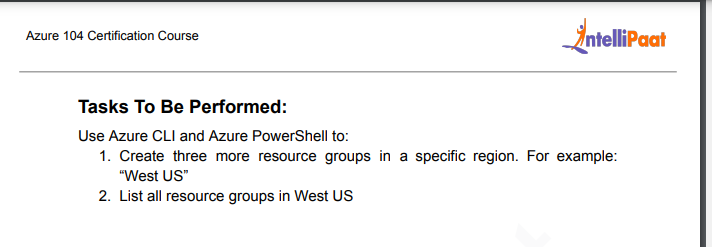 Azure 104 Certification Course
IntelliPaat
Tasks To Be Performed:
Use Azure CLI and Azure PowerShell to:
1. Create three more resource groups in a specific region. For example:
“West US”
2. List all resource groups in West US